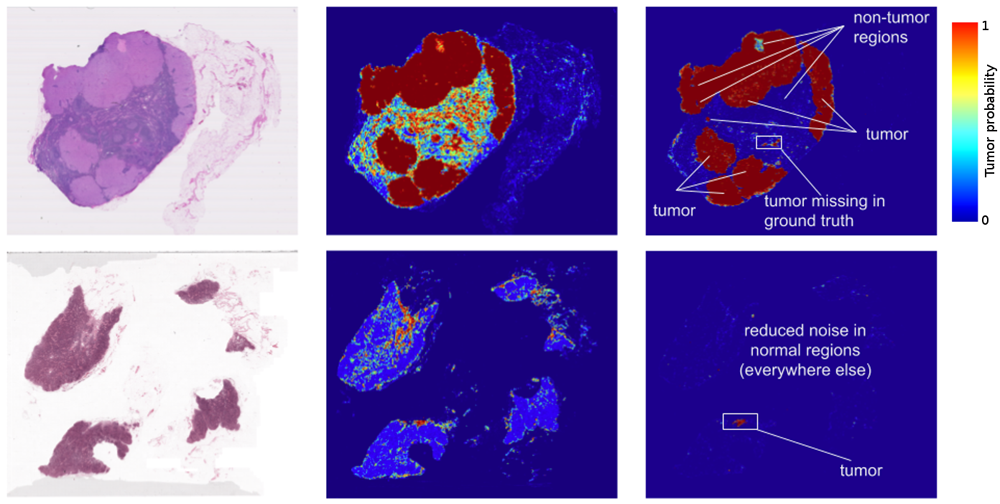 non-tumor
regions
tumor
tumor
tumor missing in
ground truth
1
Tumor probability
0
reduced noise in
normal regions
(everywhere else)
tumor